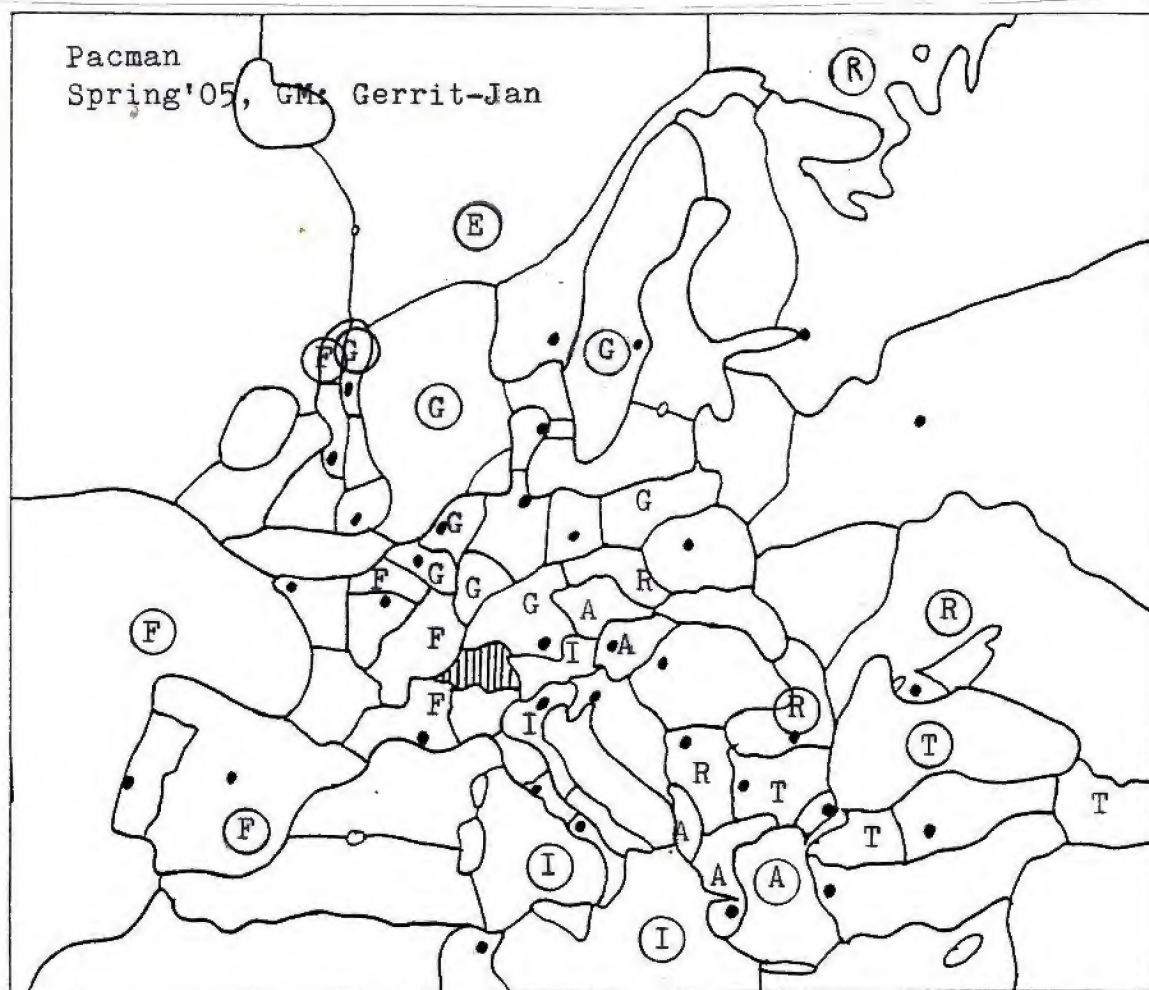 Pacman
Spring'05, GM: Gerrit-Jan
R
E
F G
G
G
G
G
F G G R
G A
F F A R
I
F
I R
T
R
T T
F A T
A A
I
I